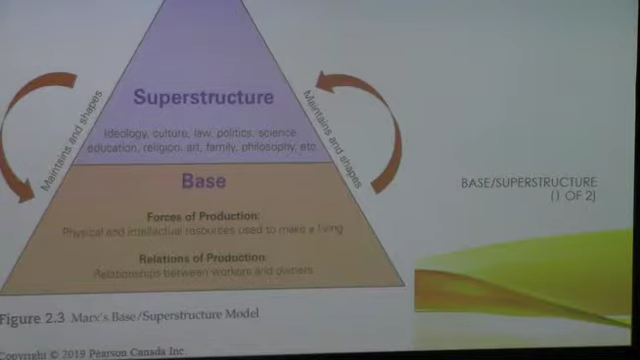 Superstructure
Ideology, culture, law, politics, science
education, religion, art, family, philosophy, etc
Maintains and shapes
Maintains and shapes
Base
Forces of Production:
Physical and intellectual resources used to make a living
Relations of Production:
Relationships between workers and owners
Figure 2.3 Marx's Base/Superstructure Model
Copyright © 2019 Pearson Canada Inc.
BASE/SUPERSTRUCTURE
(1 OF 2)